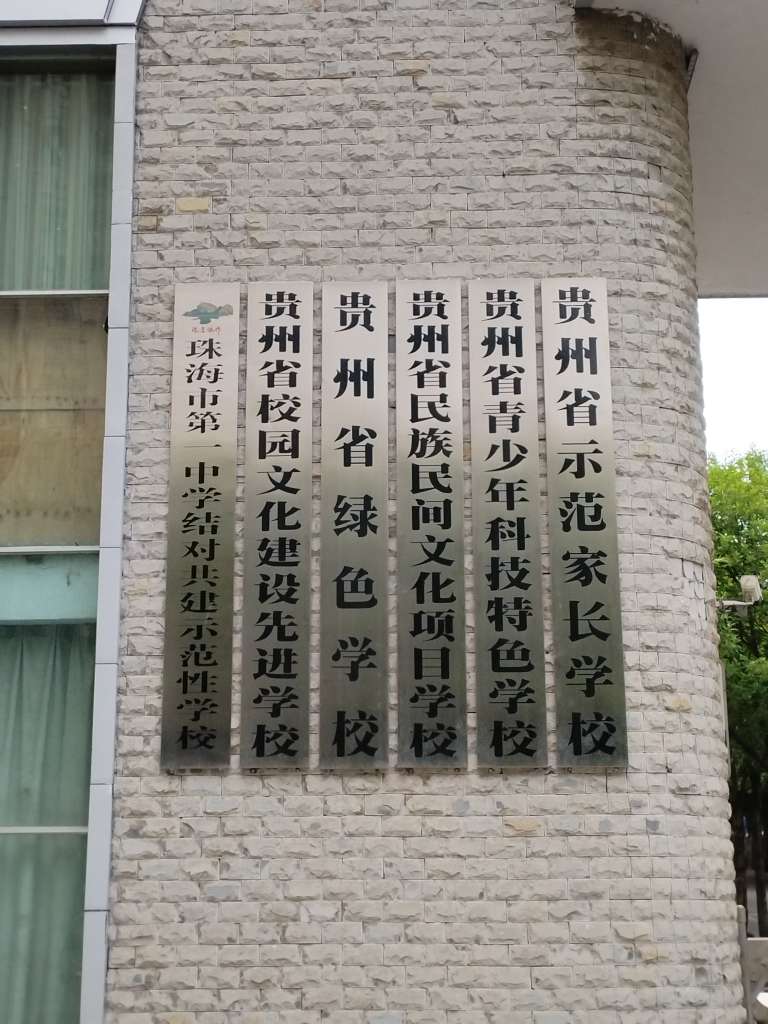 珠海市第一中学结对共建示范性学校
贵州省校园文化建设先进学校
贵州省绿色学校
贵州省民族民间文化项目学校
贵州省青少年科技特色学校
贵州省示范家长学校